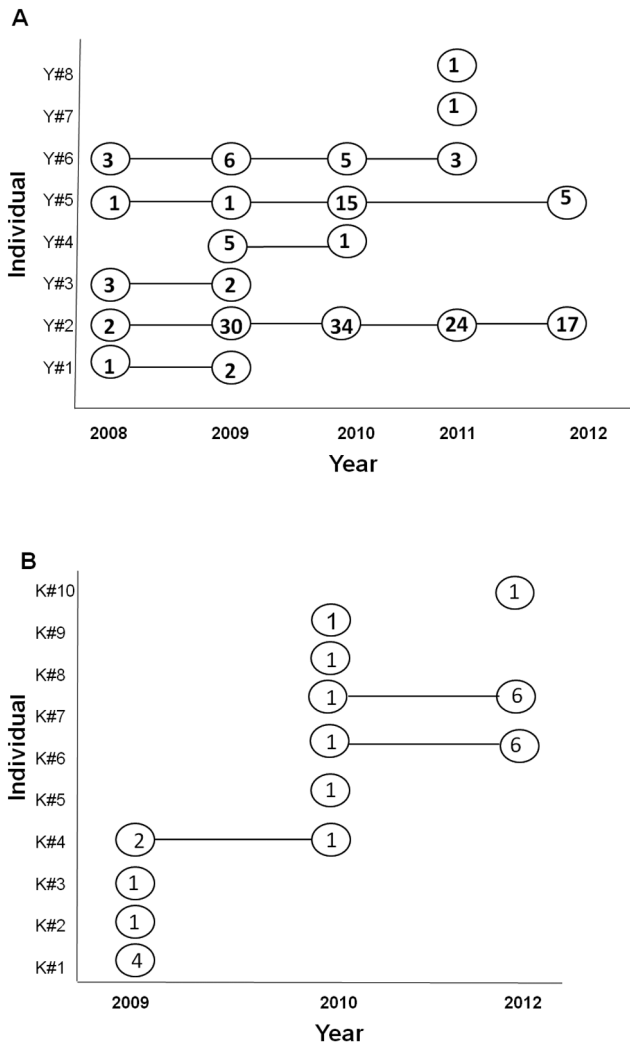 A
Y#8 1
Y#7 1
Y#6 3 6 5 3
Y#5 1 1 15 5
Y#4 5 1
Y#3 3 2
Y#2 2 30 34 24 17
Y#1 1 2
Individual
2008 2009 2010 2011 2012
Year
B
K#10 1
K#9 1
K#8 1
K#7 1 6
K#6 1 6
K#5 1
K#4 2 1
K#3 1
K#2 1
K#1 4
Individual
2009 2010 2012
Year